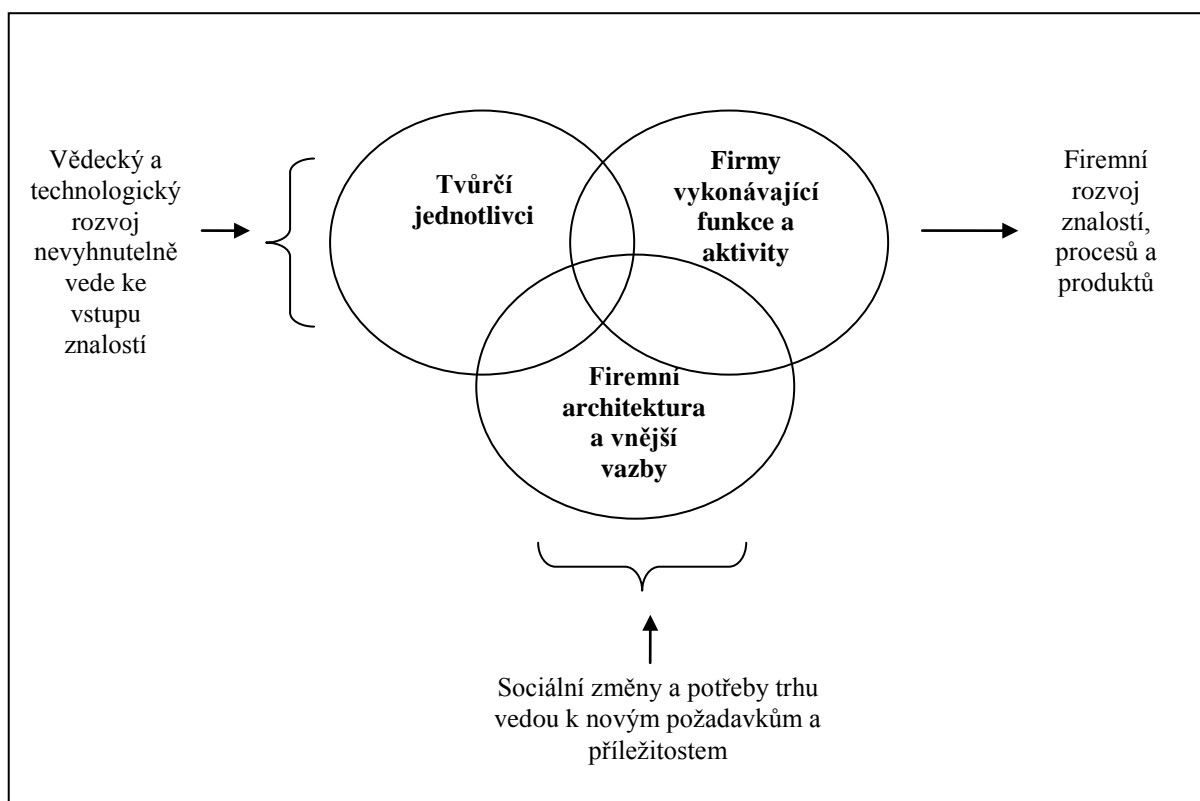 Vědecký a
technologický
rozvoj
nevyhnutelně
vede ke
vstupu
znalostí
Tvůrčí
jednotlivci
Firmy
vykonávající
funkce a
aktivity
Firemní
rozvoj
znalostí,
procesů a
produktů
Firemní
architektura
a vnější
vazby
Sociální změny a potřeby trhu
vedou k novým požadavkům a
příležitostem